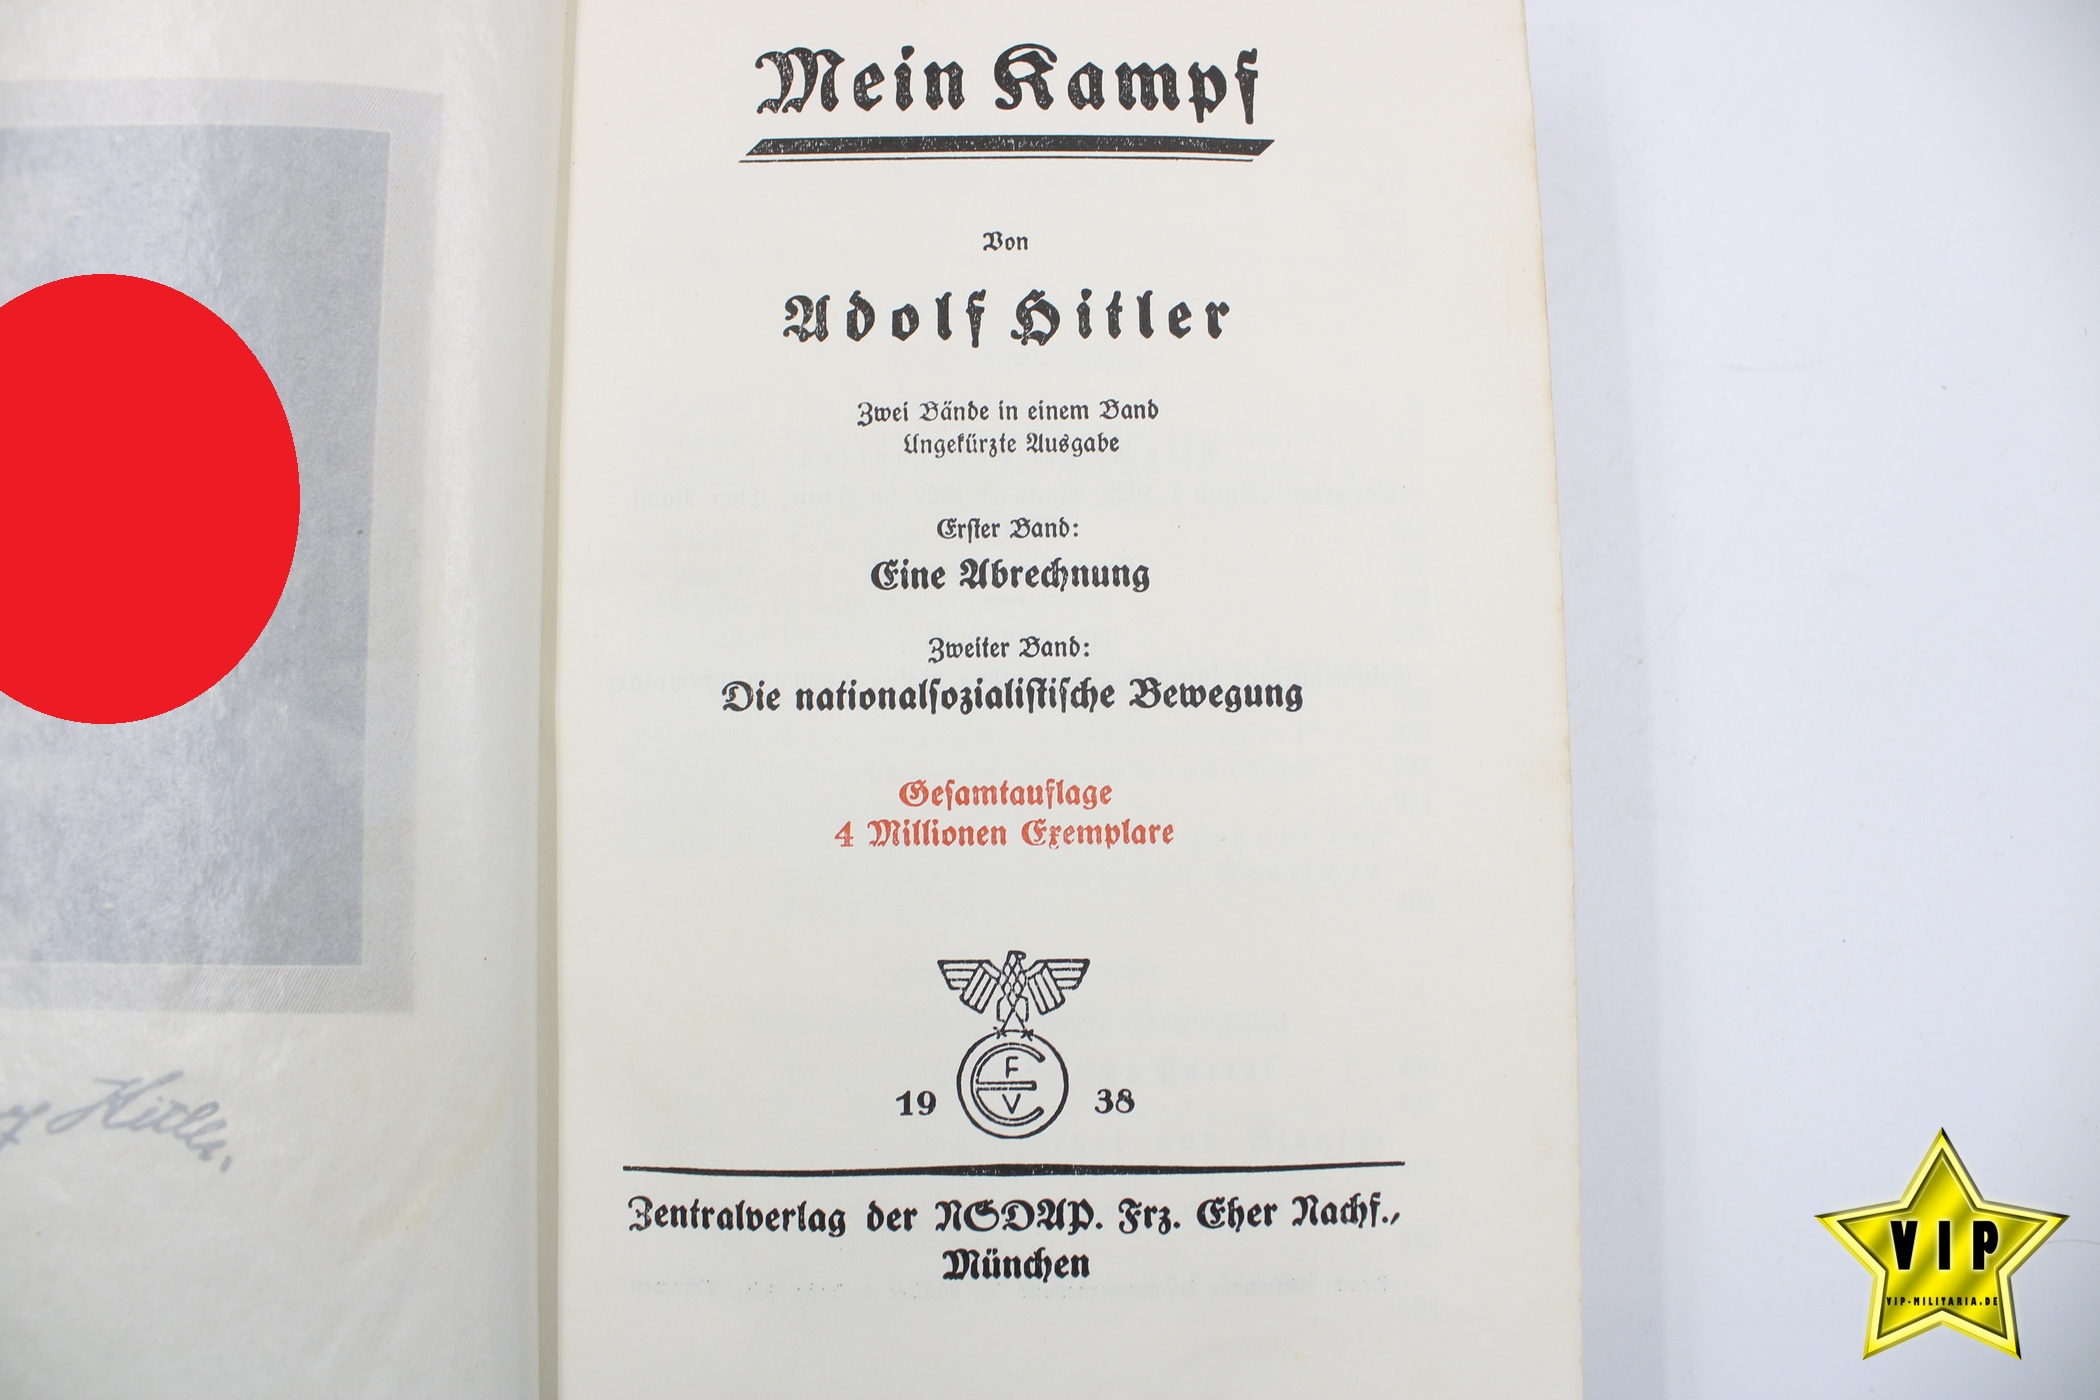 Mein Kampf
Von
Adolf Hitler
Zwei Bände in einem Band
Ungekürzte Ausgabe
Erster Band:
Eine Abrechnung
Zweiter Band:
Die nationalsozialistische Bewegung
Gesamtauflage
4 Millionen Exemplare
F
E
V
19 38
Zentralverlag der NSDAP. Frz. Eher Nachf.,
München
Hitler.
VIP
VIP-MILITARIA.DE